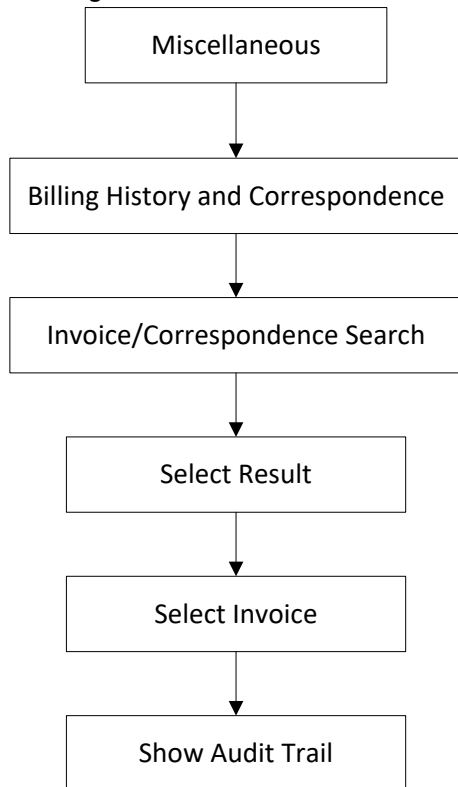 Miscellaneous
Billing History and Correspondence
Invoice/Correspondence Search
Select Result
Select Invoice
Show Audit Trail